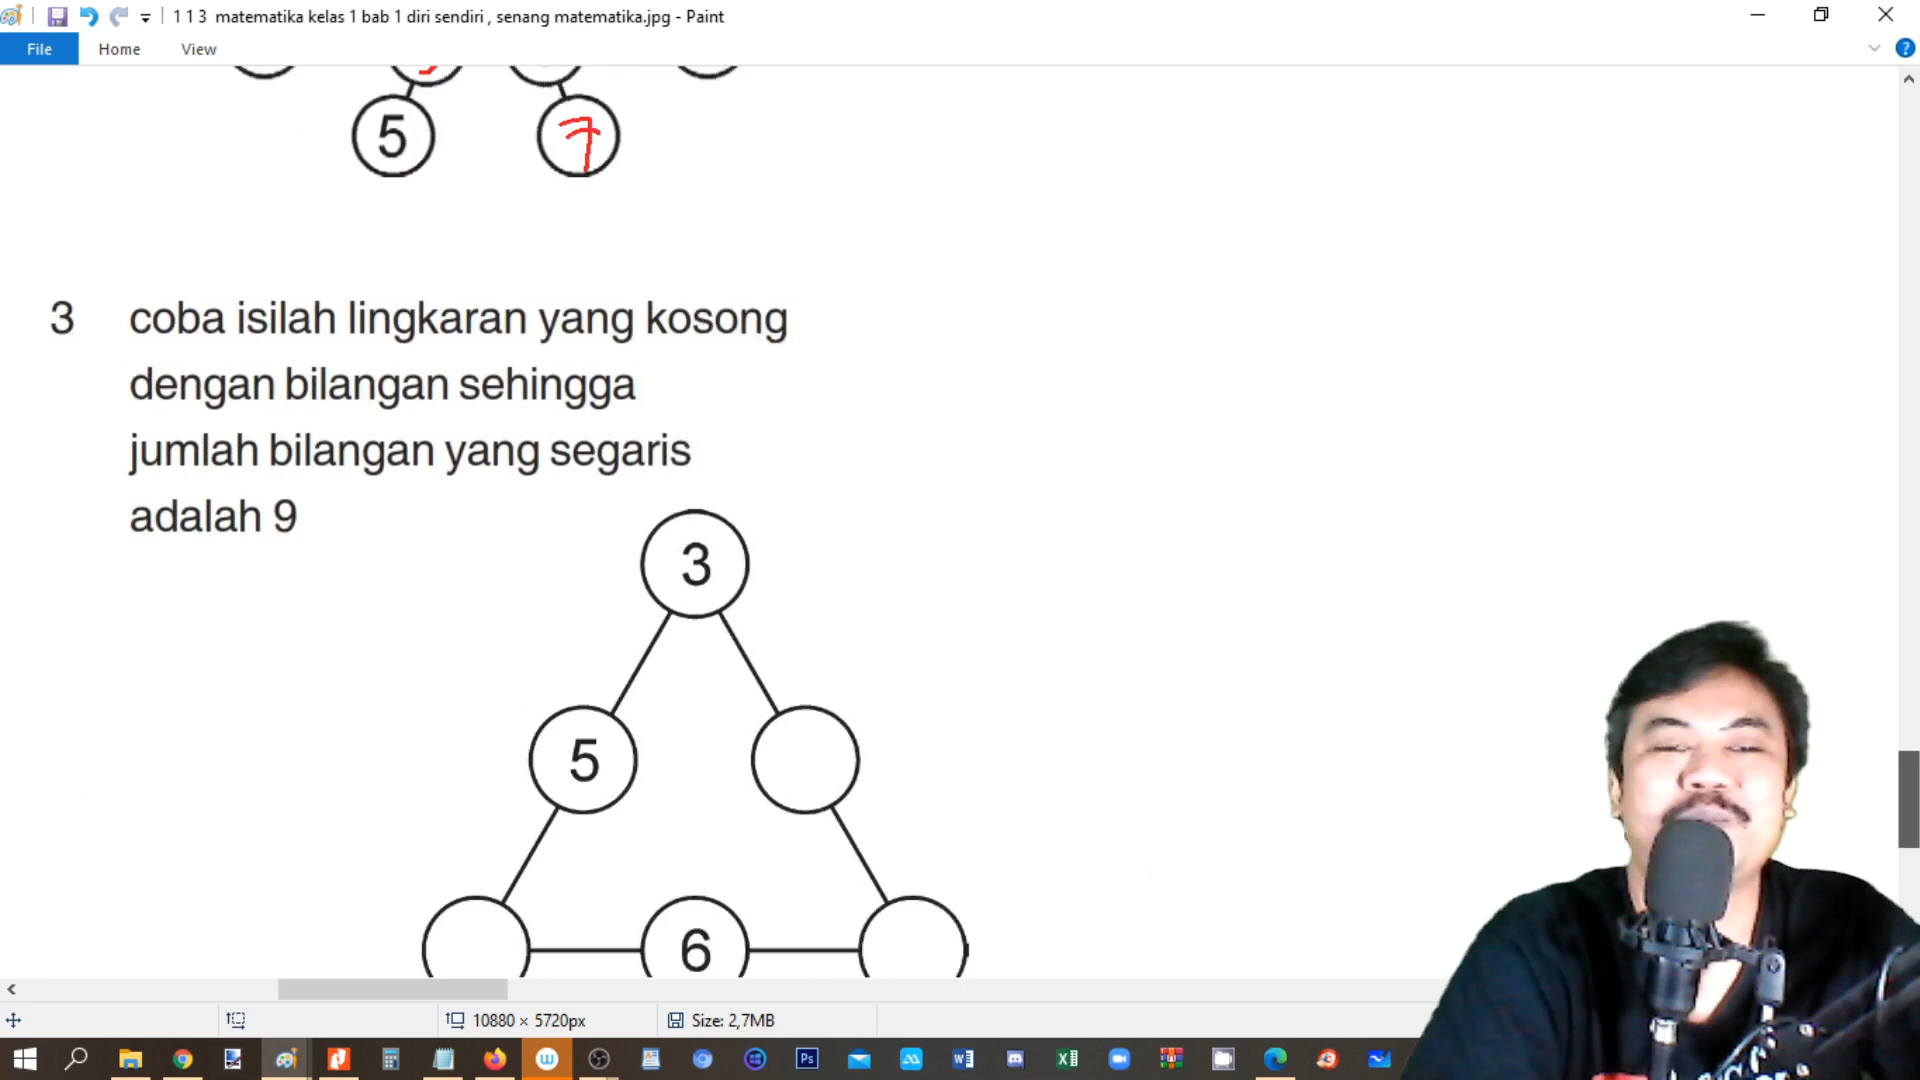 1 1 3  matematika kelas 1 bab 1 diri sendiri , senang matematika.jpg - Paint
File Home View
5 7
3 coba isilah lingkaran yang kosong
dengan bilangan sehingga
jumlah bilangan yang segaris
adalah 9
3
5
6
10880 × 5720px Size: 2,7MB